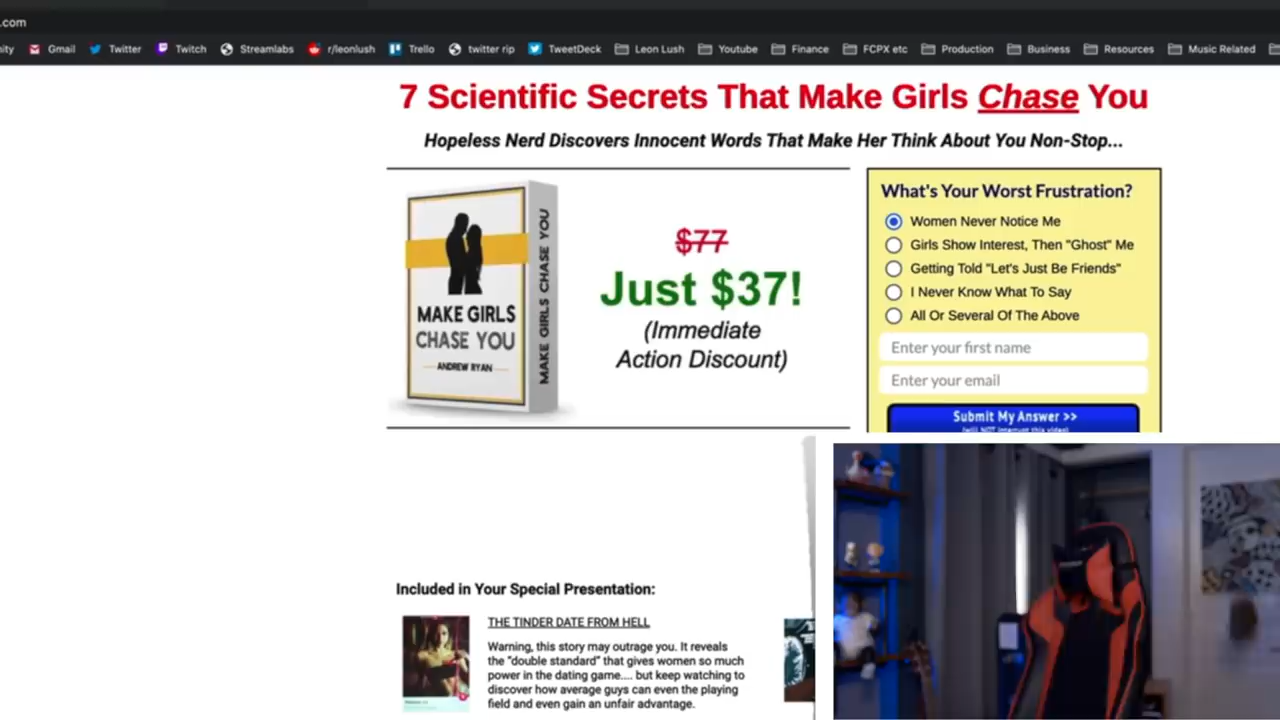 .com
ity Gmail Twitter Twitch Streamlabs r/leonlush Trello twitter rip TweetDeck Leon Lush Youtube Finance FCPX etc Production Business Resources Music Related
7 Scientific Secrets That Make Girls Chase You
Hopeless Nerd Discovers Innocent Words That Make Her Think About You Non-Stop...
MAKE GIRLS
CHASE YOU
ANDREW RYAN
MAKE GIRLS CHASE YOU
$77
Just $37!
(Immediate
Action Discount)
What's Your Worst Frustration?
Women Never Notice Me
Girls Show Interest, Then "Ghost" Me
Getting Told "Let's Just Be Friends"
I Never Know What To Say
All Or Several Of The Above
Enter your first name
Enter your email
Submit My Answer >>
(will NOT interrupt this video)
Included in Your Special Presentation:
THE TINDER DATE FROM HELL
Warning, this story may outrage you. It reveals
the "double standard" that gives women so much
power in the dating game.... but keep watching to
discover how average guys can even the playing
field and even gain an unfair advantage.